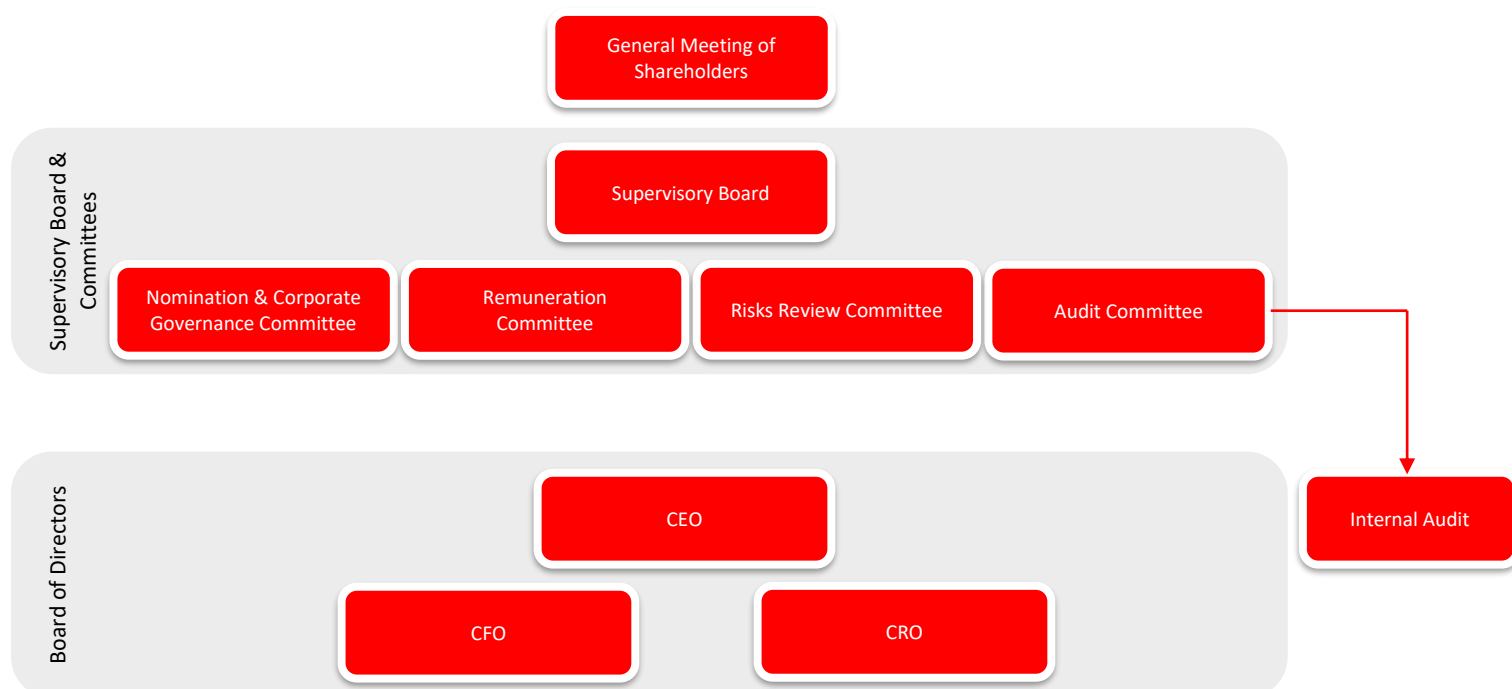 General Meeting of
Shareholders
Supervisory Board &
Committees
Supervisory Board
Nomination & Corporate
Governance Committee
Remuneration
Committee
Risks Review Committee
Audit Committee
Board of Directors
CEO
Internal Audit
CFO
CRO